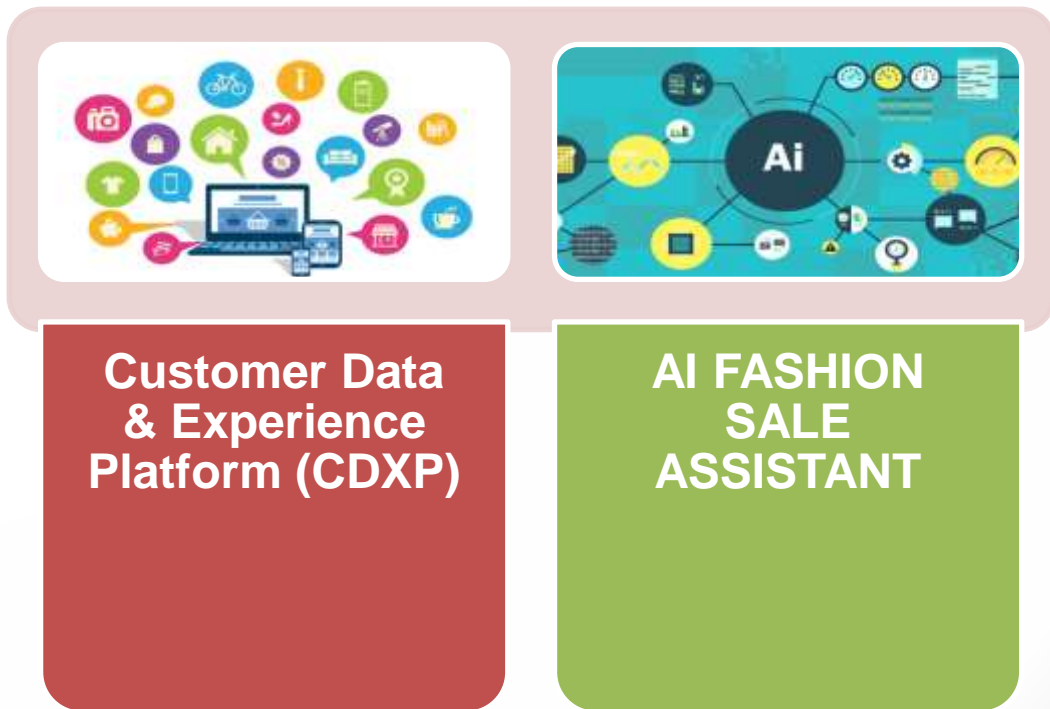 Ai
Customer Data
& Experience
Platform (CDXP)
AI FASHION
SALE
ASSISTANT